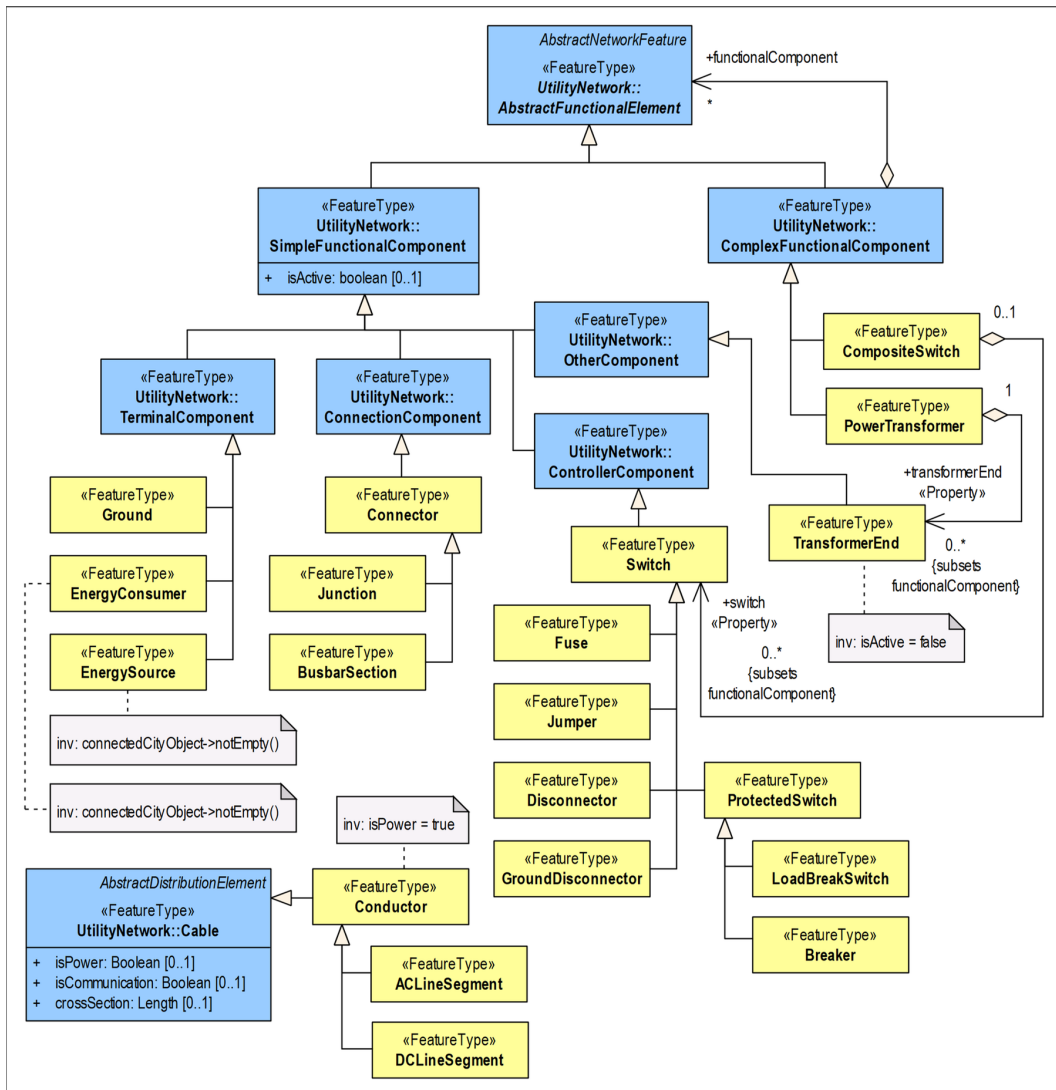 AbstractNetworkFeature
«FeatureType»
UtilityNetwork::
AbstractFunctionalElement
+functionalComponent
*
«FeatureType»
UtilityNetwork::
SimpleFunctionalComponent
+ isActive: boolean [0..1]
«FeatureType»
UtilityNetwork::
ComplexFunctionalComponent
«FeatureType»
UtilityNetwork::
OtherComponent
0..1
«FeatureType»
CompositeSwitch
«FeatureType»
UtilityNetwork::
TerminalComponent
«FeatureType»
UtilityNetwork::
ConnectionComponent
1
«FeatureType»
PowerTransformer
«FeatureType»
UtilityNetwork::
ControllerComponent
+transformerEnd
«Property»
«FeatureType»
Ground
«FeatureType»
Connector
«FeatureType»
TransformerEnd
0..*
{subsets
functionalComponent}
«FeatureType»
Switch
«FeatureType»
EnergyConsumer
«FeatureType»
Junction
+switch
«Property»
0..*
{subsets
functionalComponent}
inv: isActive = false
«FeatureType»
Fuse
«FeatureType»
EnergySource
«FeatureType»
BusbarSection
«FeatureType»
Jumper
inv: connectedCityObject->notEmpty()
inv: connectedCityObject->notEmpty()
«FeatureType»
Disconnector
«FeatureType»
ProtectedSwitch
inv: isPower = true
«FeatureType»
GroundDisconnector
«FeatureType»
LoadBreakSwitch
AbstractDistributionElement
«FeatureType»
UtilityNetwork::Cable
+ isPower: Boolean [0..1]
+ isCommunication: Boolean [0..1]
+ crossSection: Length [0..1]
«FeatureType»
Conductor
«FeatureType»
Breaker
«FeatureType»
ACLineSegment
«FeatureType»
DCLineSegment